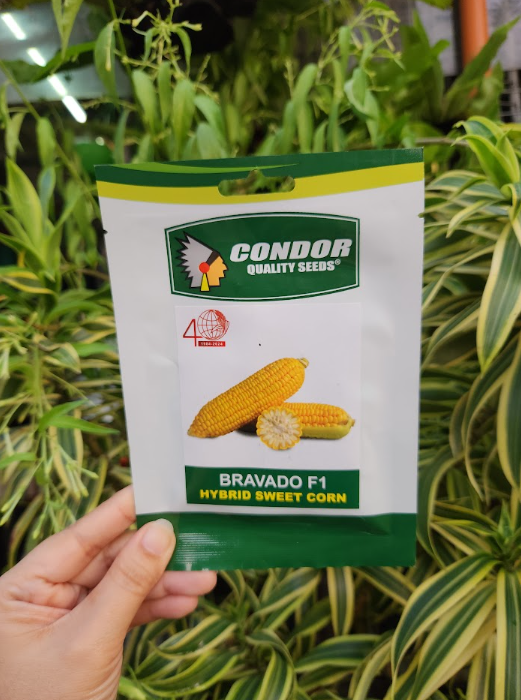 CONDOR
QUALITY SEEDS®
40
1984-2024
BRAVADO F1
HYBRID SWEET CORN